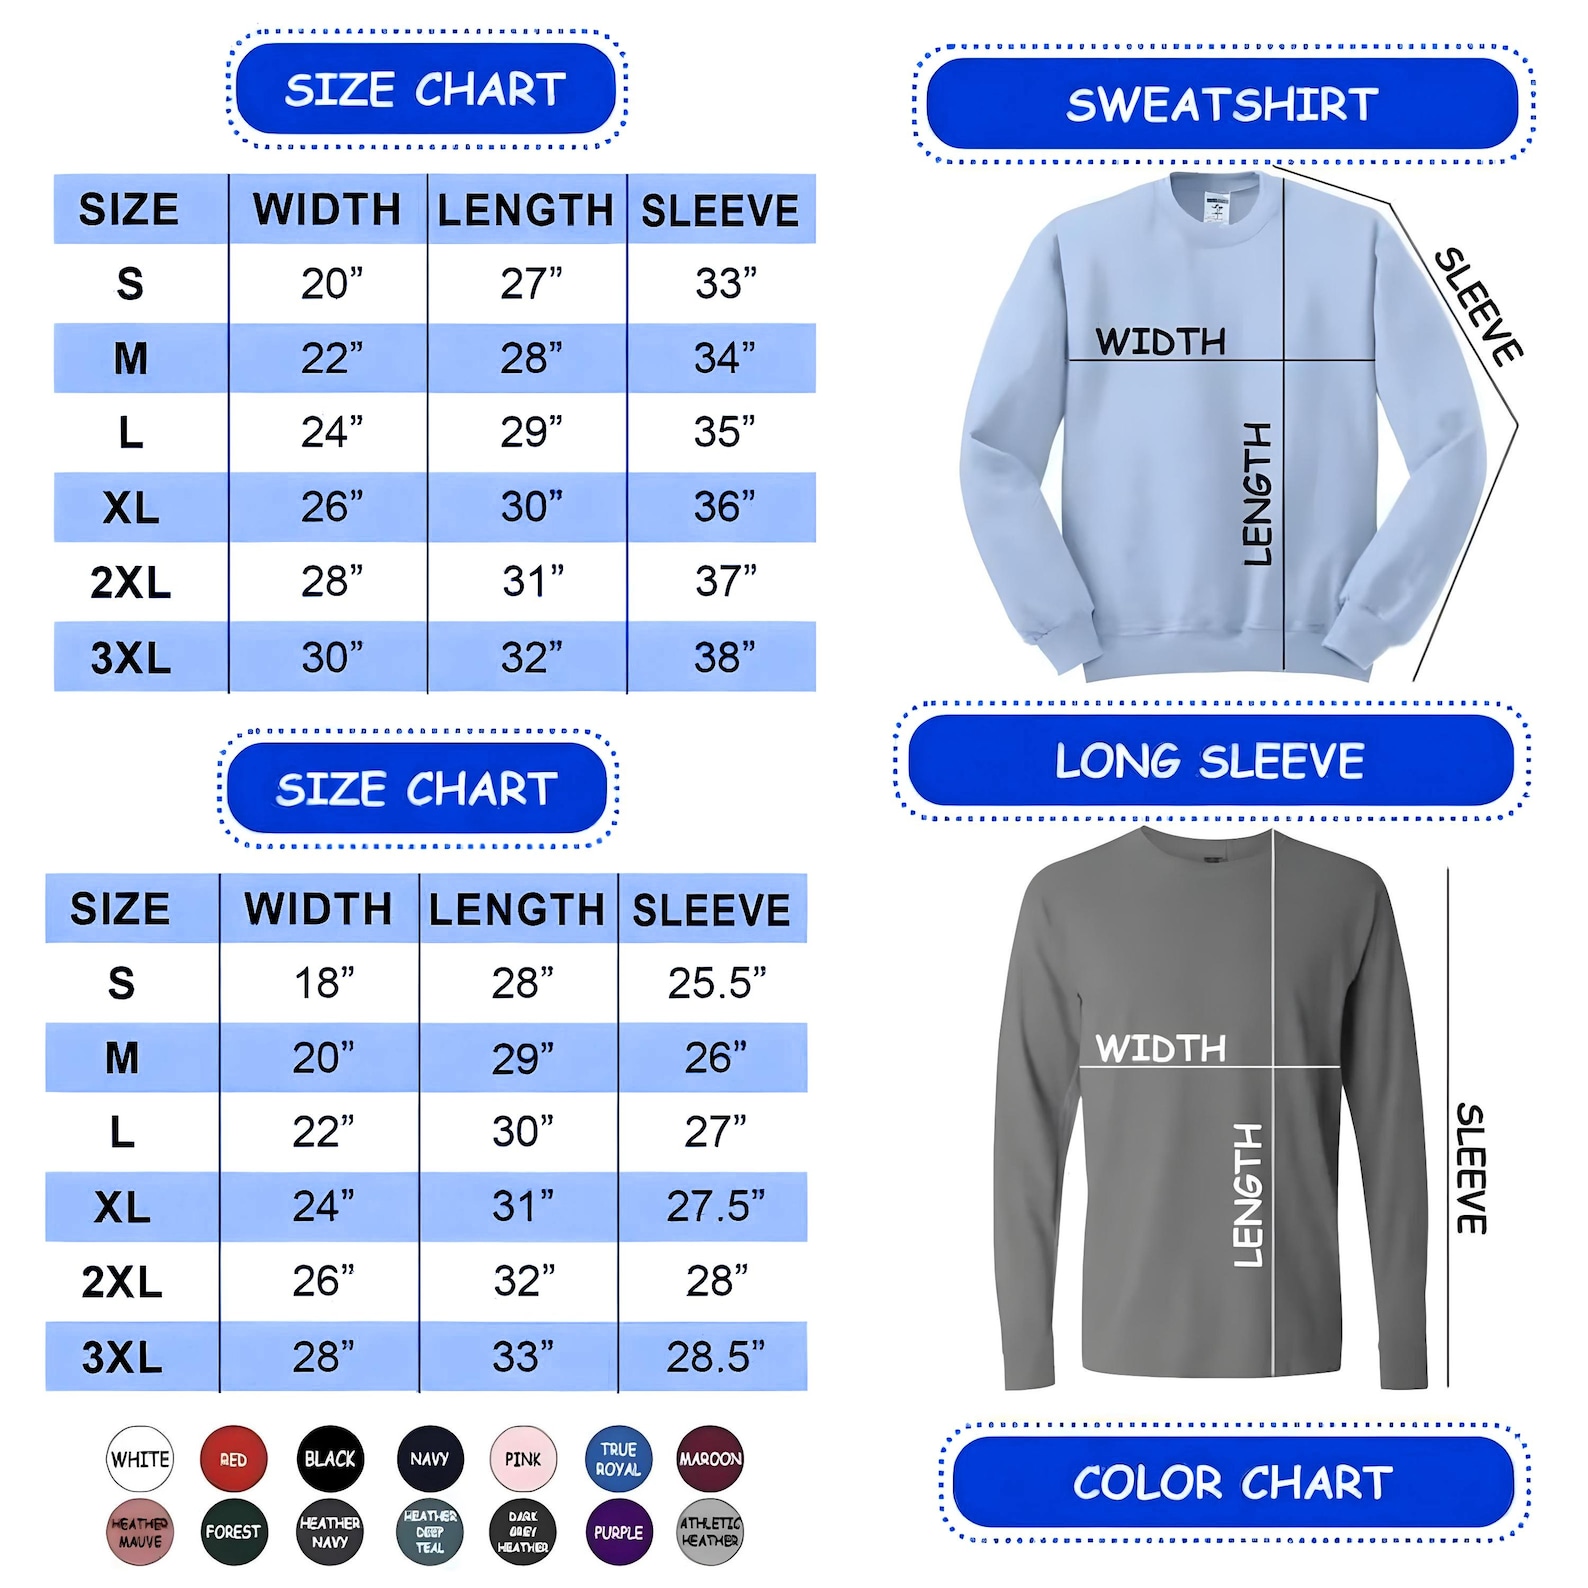 SIZE CHART
SIZE WIDTH LENGTH SLEEVE
S 20” 27” 33”
M 22” 28” 34”
L 24” 29” 35”
XL 26” 30” 36”
2XL 28” 31” 37”
3XL 30” 32” 38”
SWEATSHIRT
WIDTH
LENGTH
SLEEVE
SIZE CHART
SIZE WIDTH LENGTH SLEEVE
S 18” 28” 25.5”
M 20” 29” 26”
L 22” 30” 27”
XL 24” 31” 27.5”
2XL 26” 32” 28”
3XL 28” 33” 28.5”
LONG SLEEVE
WIDTH
LENGTH
SLEEVE
WHITE
RED
BLACK
NAVY
PINK
TRUE
ROYAL
MAROON
HEATHER
MAUVE
FOREST
HEATHER
NAVY
HEATHER
DEEP
TEAL
DARK
GREY
HEATHER
PURPLE
ATHLETIC
HEATHER
COLOR CHART